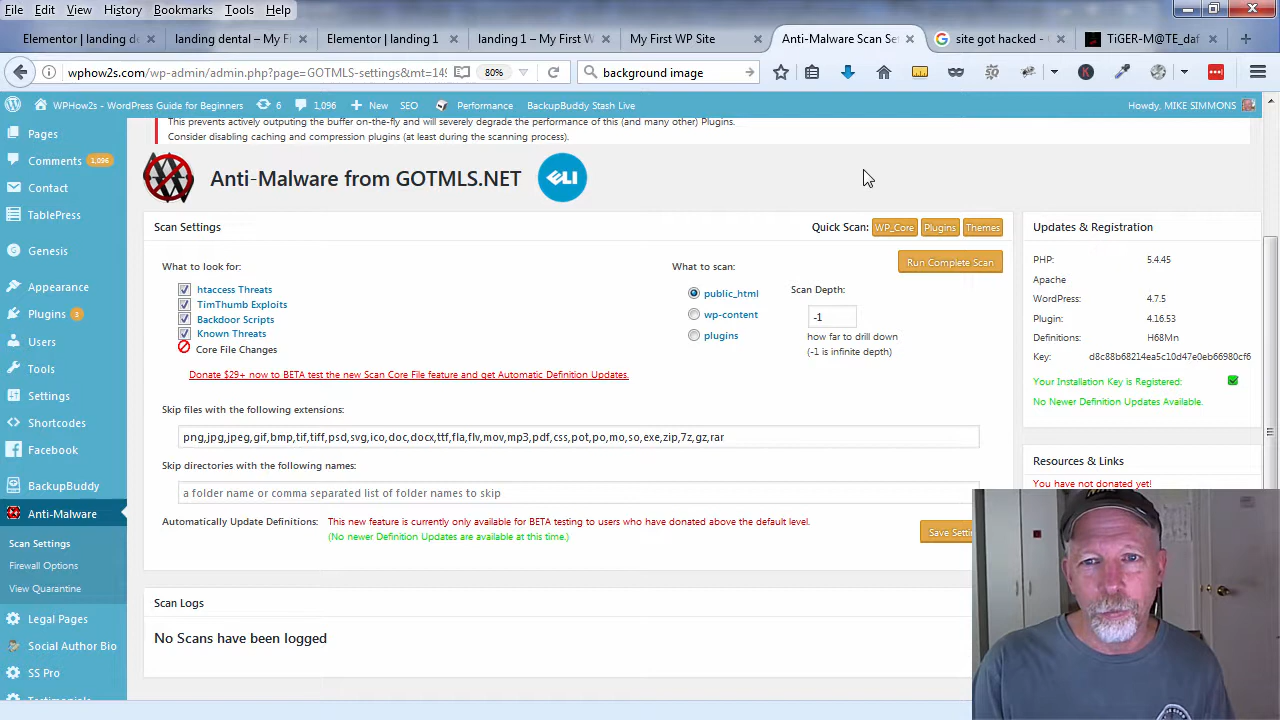 File Edit View History Bookmarks Tools Help
Elementor | landing d
landing dental – My Fi
Elementor | landing 1
landing 1 – My First W
My First WP Site
Anti-Malware Scan Se
site got hacked -
TiGER-M@TE_daf
wphow2s.com/wp-admin/admin.php?page=GOTMLS-settings&mt=149
80%
background image
WPHow2s - WordPress Guide for Beginners 6 1,096 New SEO Performance BackupBuddy Stash Live Howdy, MIKE SIMMONS
This prevents actively outputing the buffer on-the-fly and will severely degrade the performance of this (and many other) Plugins.
Consider disabling caching and compression plugins (at least during the scanning process).
Pages
Comments 1,096
Contact
TablePress
Genesis
Appearance
Plugins 3
Users
Tools
Settings
Shortcodes
Facebook
BackupBuddy
Anti-Malware
Scan Settings
Firewall Options
View Quarantine
Legal Pages
Social Author Bio
SS Pro
Testimonials
Anti-Malware from GOTMLS.NET
ELI
Scan Settings
Quick Scan: WP_Core Plugins Themes
Run Complete Scan
What to look for:
htaccess Threats
TimThumb Exploits
Backdoor Scripts
Known Threats
Core File Changes
Donate $29+ now to BETA test the new Scan Core File feature and get Automatic Definition Updates.
What to scan:
public_html
wp-content
plugins
Scan Depth:
-1
how far to drill down
(-1 is infinite depth)
Skip files with the following extensions:
png,jpg,jpeg,gif,bmp,tif,tiff,psd,svg,ico,doc,docx,ttf,fla,flv,mov,mp3,pdf,css,pot,po,mo,so,exe,zip,7z,gz,rar
Skip directories with the following names:
a folder name or comma separated list of folder names to skip
Automatically Update Definitions:
This new feature is currently only available for BETA testing to users who have donated above the default level.
(No newer Definition Updates are available at this time.)
Save Setti
Scan Logs
No Scans have been logged
Updates & Registration
PHP: 5.4.45
Apache
WordPress: 4.7.5
Plugin: 4.16.53
Definitions: H68Mn
Key: d8c88b68214ea5c10d47e0eb66980cf6
Your Installation Key is Registered:
No Newer Definition Updates Available.
Resources & Links
You have not donated yet!